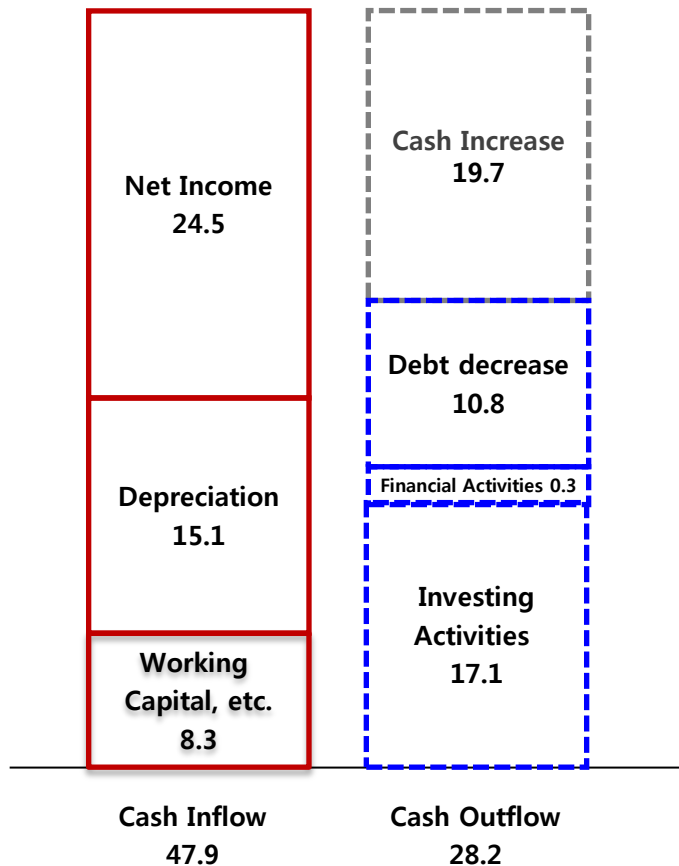 Net Income
24.5
Depreciation
15.1
Working
Capital, etc.
8.3
Cash Inflow
47.9
Cash Increase
19.7
Debt decrease
10.8
Financial Activities 0.3
Investing
Activities
17.1
Cash Outflow
28.2